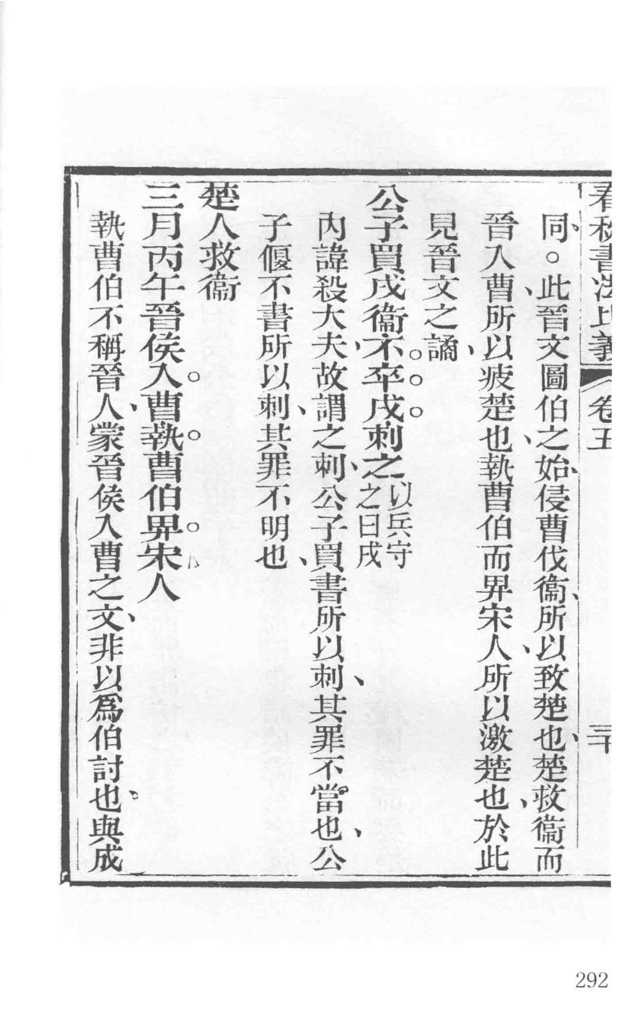 春秋書法比義 卷五 三十
同。此晉文圖伯之始侵曹伐衞所以致楚也楚救衞而
晉入曹所以疲楚也執曹伯而畀宋人所以激楚也於此
見晉文之譎
公子買戍衞不卒戍刺之以兵守之曰戍
內諱殺大夫故謂之刺公子買書所以刺其罪不當也公
子偃不書所以刺其罪不明也
楚人救衞
三月丙午晉侯入曹執曹伯畀宋人
執曹伯不稱晉人蒙晉侯入曹之文非以爲伯討也與成
292